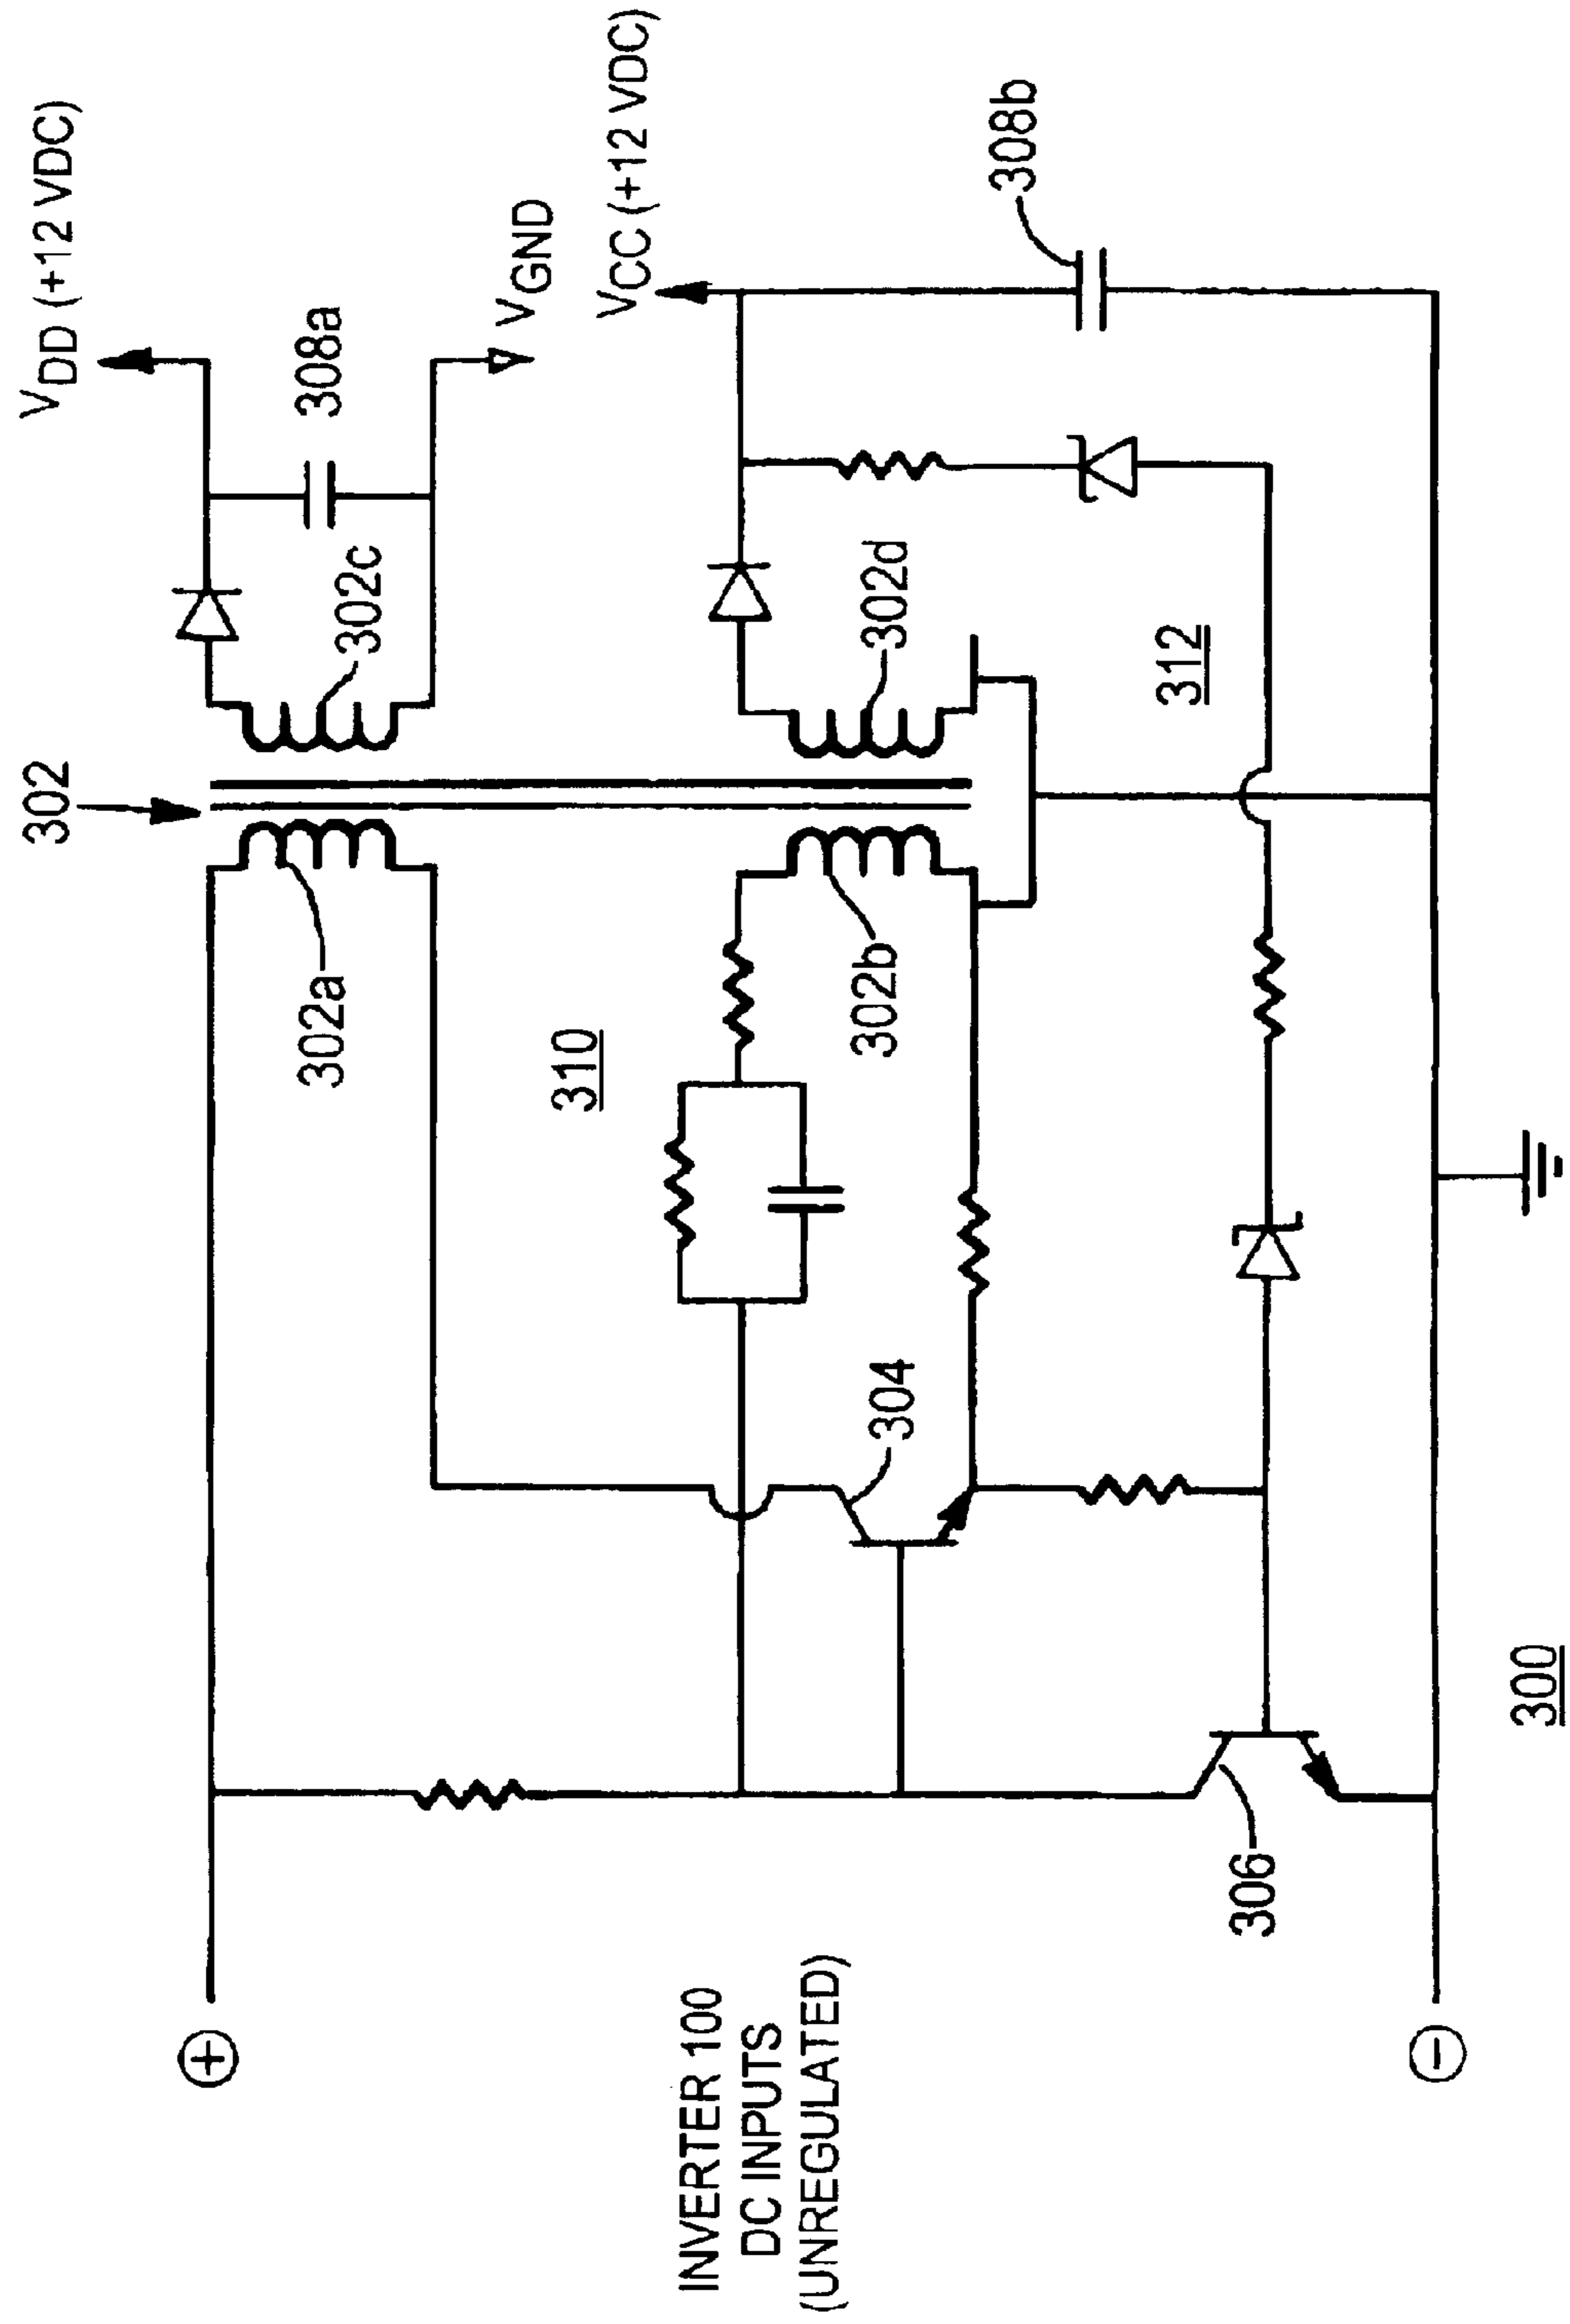 302
V_DD (+12 VDC)
308a
302c
V_GND
V_CC (+12 VDC)
302a
310
302b
302d
308b
312
304
306
INVERTER 100
DC INPUTS
(UNREGULATED)
+
−
300